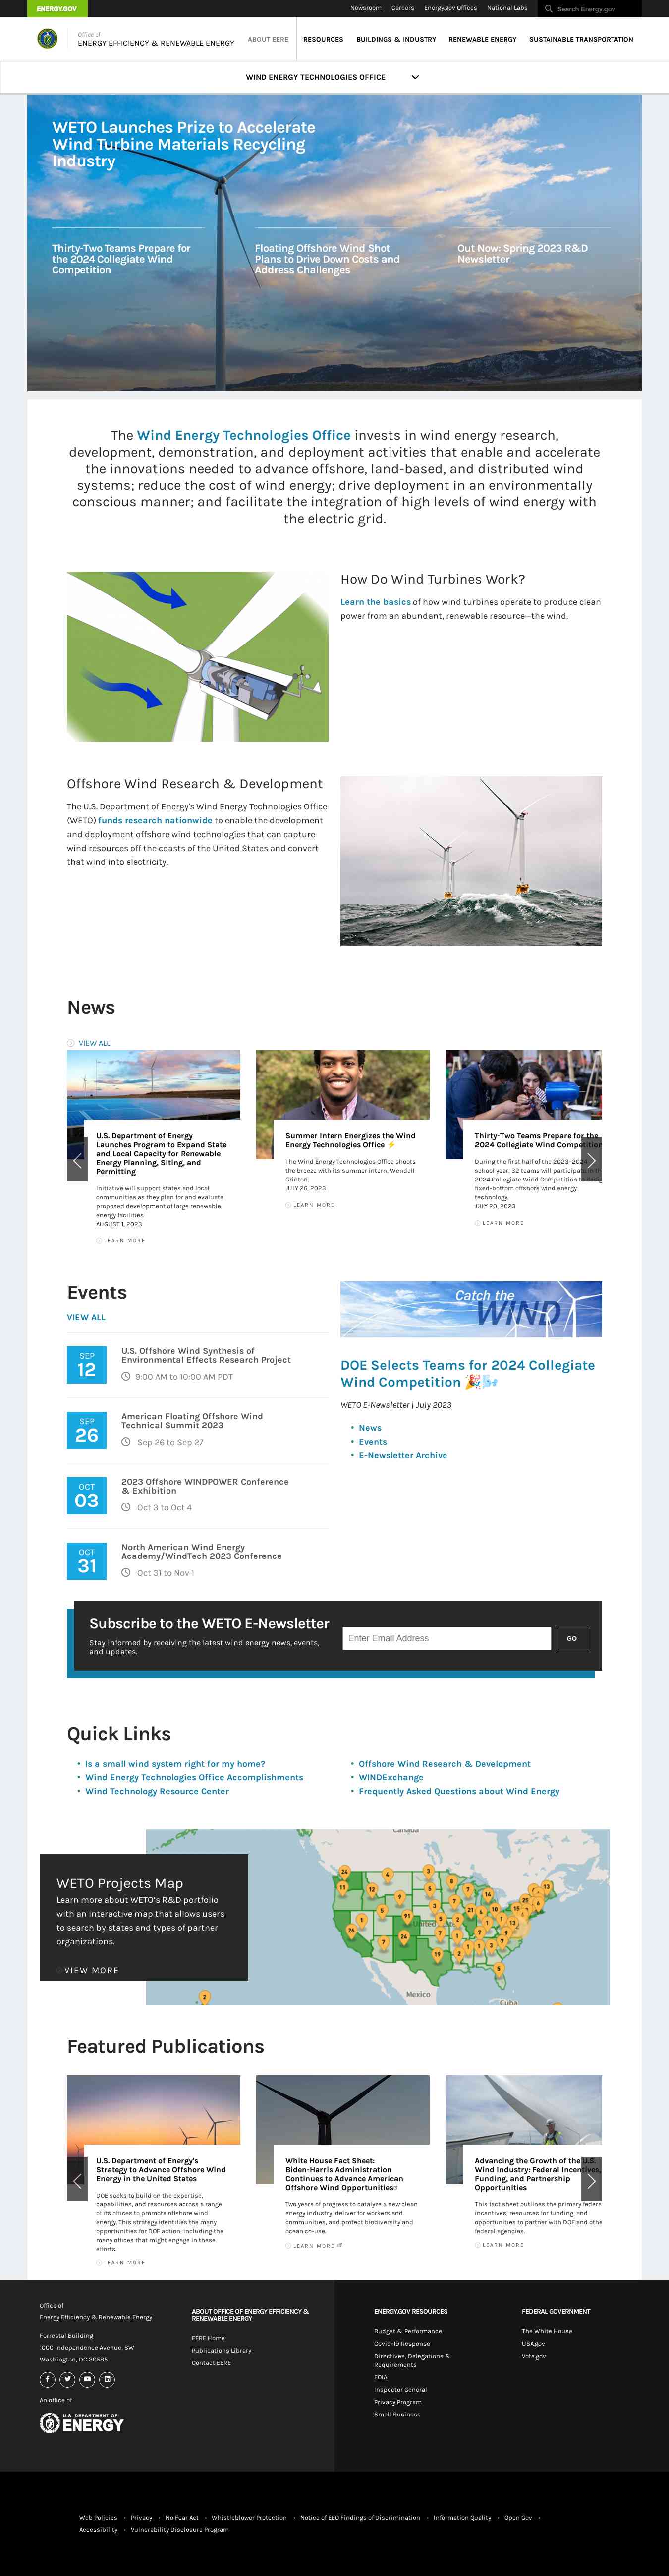 ENERGY.GOV
Newsroom Careers Energy.gov Offices National Labs Search Energy.gov
Office of
ENERGY EFFICIENCY & RENEWABLE ENERGY
ABOUT EERE RESOURCES BUILDINGS & INDUSTRY RENEWABLE ENERGY SUSTAINABLE TRANSPORTATION
WIND ENERGY TECHNOLOGIES OFFICE
WETO Launches Prize to Accelerate
Wind Turbine Materials Recycling
Industry
Thirty-Two Teams Prepare for
the 2024 Collegiate Wind
Competition
Floating Offshore Wind Shot
Plans to Drive Down Costs and
Address Challenges
Out Now: Spring 2023 R&D
Newsletter
The Wind Energy Technologies Office invests in wind energy research,
development, demonstration, and deployment activities that enable and accelerate
the innovations needed to advance offshore, land-based, and distributed wind
systems; reduce the cost of wind energy; drive deployment in an environmentally
conscious manner; and facilitate the integration of high levels of wind energy with
the electric grid.
How Do Wind Turbines Work?
Learn the basics of how wind turbines operate to produce clean
power from an abundant, renewable resource—the wind.
Offshore Wind Research & Development
The U.S. Department of Energy's Wind Energy Technologies Office
(WETO) funds research nationwide to enable the development
and deployment offshore wind technologies that can capture
wind resources off the coasts of the United States and convert
that wind into electricity.
News
VIEW ALL
U.S. Department of Energy
Launches Program to Expand State
and Local Capacity for Renewable
Energy Planning, Siting, and
Permitting
Initiative will support states and local
communities as they plan for and evaluate
proposed development of large renewable
energy facilities
AUGUST 1, 2023
LEARN MORE
Summer Intern Energizes the Wind
Energy Technologies Office ⚡
The Wind Energy Technologies Office shoots
the breeze with its summer intern, Wendell
Grinton.
JULY 26, 2023
LEARN MORE
Thirty-Two Teams Prepare for the
2024 Collegiate Wind Competition
During the first half of the 2023–2024
school year, 32 teams will participate in th
2024 Collegiate Wind Competition to desig
fixed-bottom offshore wind energy
technology.
JULY 20, 2023
LEARN MORE
Events
VIEW ALL
SEP
12
U.S. Offshore Wind Synthesis of
Environmental Effects Research Project
9:00 AM to 10:00 AM PDT
SEP
26
American Floating Offshore Wind
Technical Summit 2023
Sep 26 to Sep 27
OCT
03
2023 Offshore WINDPOWER Conference
& Exhibition
Oct 3 to Oct 4
OCT
31
North American Wind Energy
Academy/WindTech 2023 Conference
Oct 31 to Nov 1
Catch the
WIND
DOE Selects Teams for 2024 Collegiate
Wind Competition 🎉🌬️
WETO E-Newsletter | July 2023
• News
• Events
• E-Newsletter Archive
Subscribe to the WETO E-Newsletter
Stay informed by receiving the latest wind energy news, events,
and updates.
Enter Email Address
GO
Quick Links
• Is a small wind system right for my home?
• Wind Energy Technologies Office Accomplishments
• Wind Technology Resource Center
• Offshore Wind Research & Development
• WINDExchange
• Frequently Asked Questions about Wind Energy
WETO Projects Map
Learn more about WETO's R&D portfolio
with an interactive map that allows users
to search by states and types of partner
organizations.
VIEW MORE
Canada
United
Mexico
Cuba
Featured Publications
U.S. Department of Energy's
Strategy to Advance Offshore Wind
Energy in the United States
DOE seeks to build on the expertise,
capabilities, and resources across a range
of its offices to promote offshore wind
energy. This strategy identifies the many
opportunities for DOE action, including the
many offices that might engage in these
efforts.
LEARN MORE
White House Fact Sheet:
Biden-Harris Administration
Continues to Advance American
Offshore Wind Opportunities
Two years of progress to catalyze a new clean
energy industry, deliver for workers and
communities, and protect biodiversity and
ocean co-use.
LEARN MORE
Advancing the Growth of the U.S.
Wind Industry: Federal Incentives,
Funding, and Partnership
Opportunities
This fact sheet outlines the primary federa
incentives, resources for funding, and
opportunities to partner with DOE and othe
federal agencies.
LEARN MORE
Office of
Energy Efficiency & Renewable Energy
Forrestal Building
1000 Independence Avenue, SW
Washington, DC 20585
An office of
U.S. DEPARTMENT OF
ENERGY
ABOUT OFFICE OF ENERGY EFFICIENCY &
RENEWABLE ENERGY
EERE Home
Publications Library
Contact EERE
ENERGY.GOV RESOURCES
Budget & Performance
Covid-19 Response
Directives, Delegations &
Requirements
FOIA
Inspector General
Privacy Program
Small Business
FEDERAL GOVERNMENT
The White House
USA.gov
Vote.gov
Web Policies • Privacy • No Fear Act • Whistleblower Protection • Notice of EEO Findings of Discrimination • Information Quality • Open Gov •
Accessibility • Vulnerability Disclosure Program